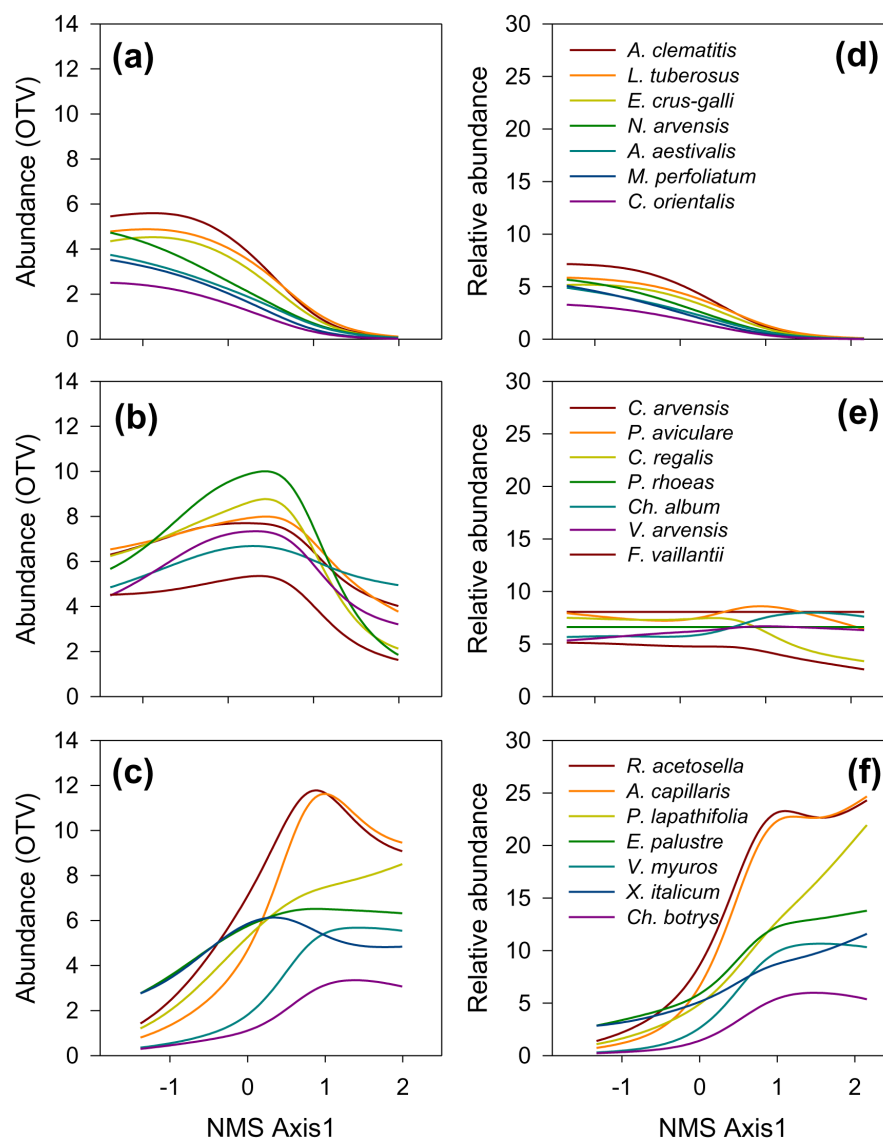 (a)
Abundance (OTV)
14
12
10
8
6
4
2
0
(d)
Relative abundance
30
25
20
15
10
5
0
A. clematitis
L. tuberosus
E. crus-galli
N. arvensis
A. aestivalis
M. perfoliatum
C. orientalis
(b)
Abundance (OTV)
14
12
10
8
6
4
2
0
(e)
Relative abundance
30
25
20
15
10
5
0
C. arvensis
P. aviculare
C. regalis
P. rhoeas
Ch. album
V. arvensis
F. vaillantii
(c)
Abundance (OTV)
14
12
10
8
6
4
2
0
-1 0 1 2
NMS Axis1
(f)
Relative abundance
30
25
20
15
10
5
0
R. acetosella
A. capillaris
P. lapathifolia
E. palustre
V. myuros
X. italicum
Ch. botrys
-1 0 1 2
NMS Axis1